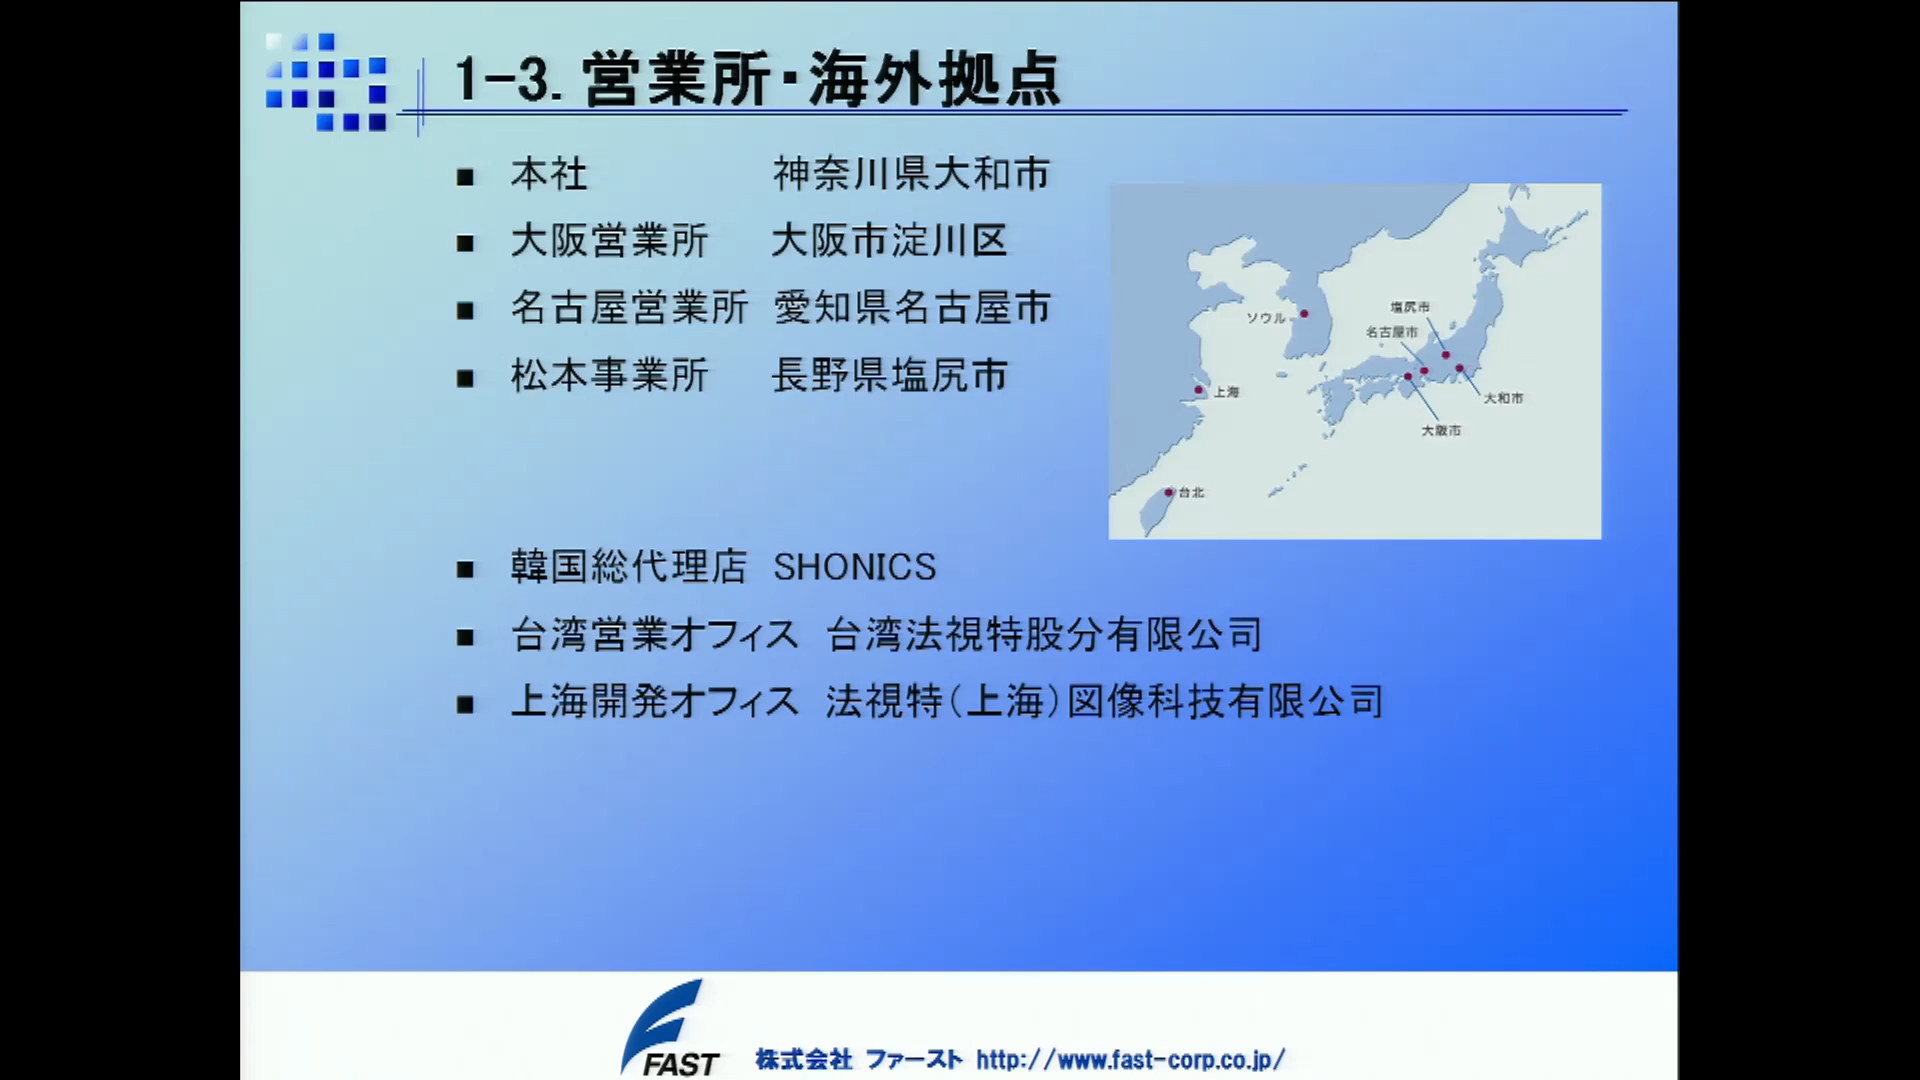 1-3. 営業所・海外拠点
■ 本社 神奈川県大和市
■ 大阪営業所 大阪市淀川区
■ 名古屋営業所 愛知県名古屋市
■ 松本事業所 長野県塩尻市
塩尻市
ソウル
名古屋市
上海
大和市
大阪市
台北
■ 韓国総代理店 SHONICS
■ 台湾営業オフィス 台湾法視特股分有限公司
■ 上海開発オフィス 法視特(上海)図像科技有限公司
FAST
株式会社 ファースト http://www.fast-corp.co.jp/